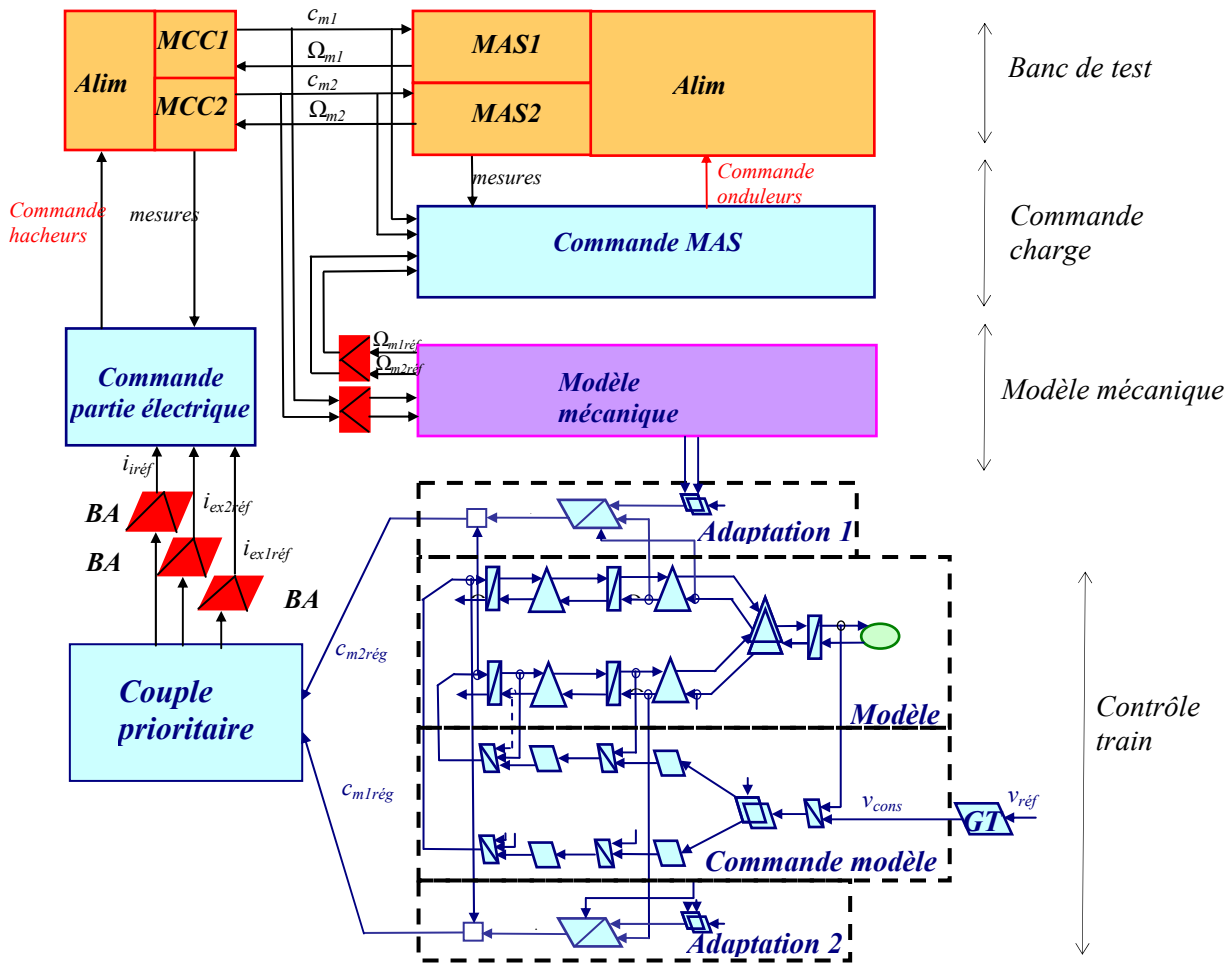 c_m1
MCC1
MAS1
Ω_m1
Alim
Alim
Banc de test
c_m2
MCC2
MAS2
Ω_m2
mesures
Commande
onduleurs
Commande
hacheurs
mesures
Commande MAS
Commande
charge
Ω_m1réf
Ω_m2réf
Commande
partie électrique
Modèle
mécanique
Modèle mécanique
i_iréf
BA
i_ex2réf
BA
i_ex1réf
BA
Adaptation 1
c_m2rég
Couple
prioritaire
Modèle
Contrôle
train
c_m1rég
v_cons
v_réf
GT
Commande modèle
Adaptation 2